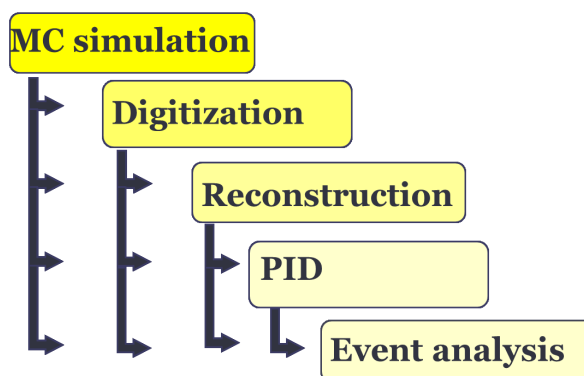 MC simulation
Digitization
Reconstruction
PID
Event analysis